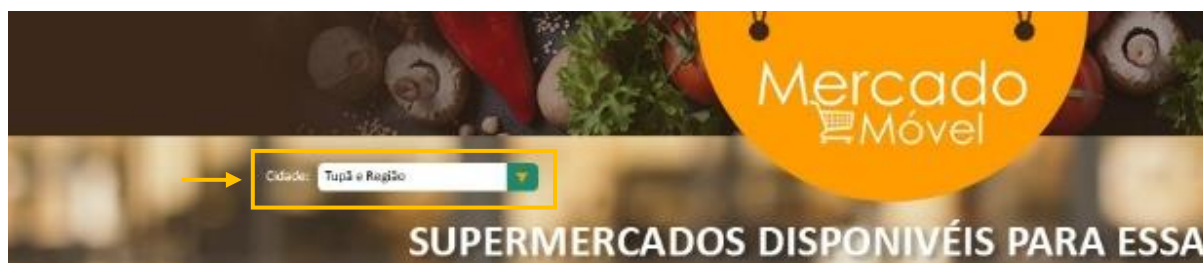 Mercado
Móvel
Cidade: Tupã e Região
SUPERMERCADOS DISPONIVÉIS PARA ESSA